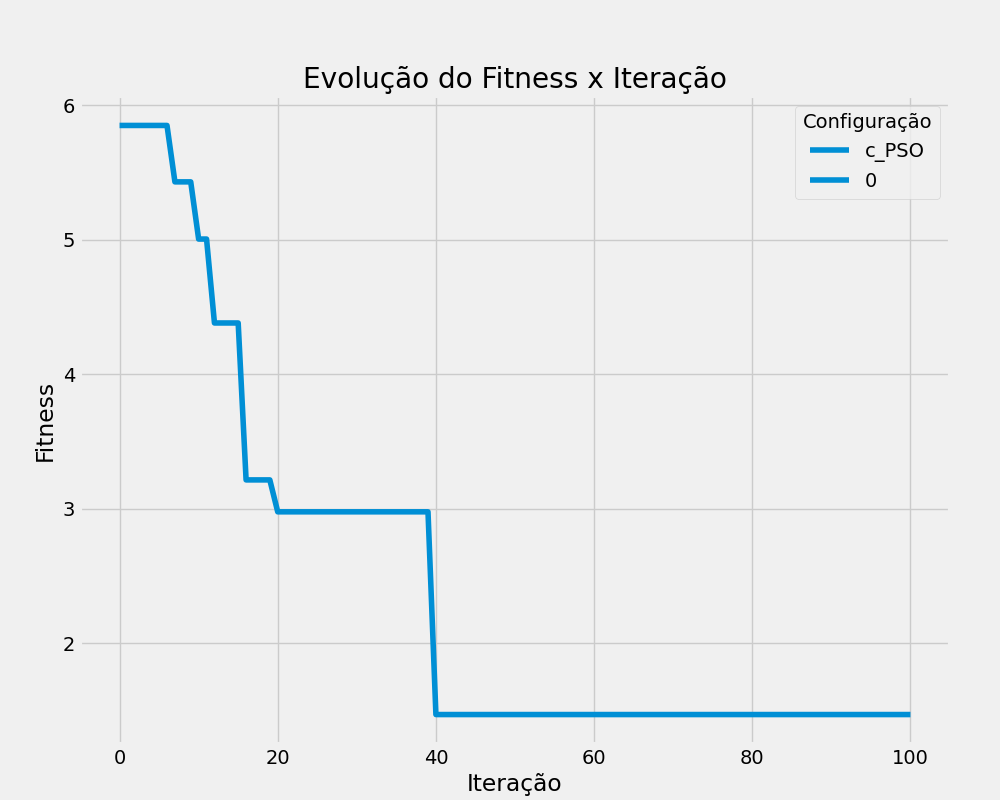 Evolução do Fitness x Iteração
Configuração
c_PSO
0
Fitness
6
5
4
3
2
0 20 40 60 80 100
Iteração